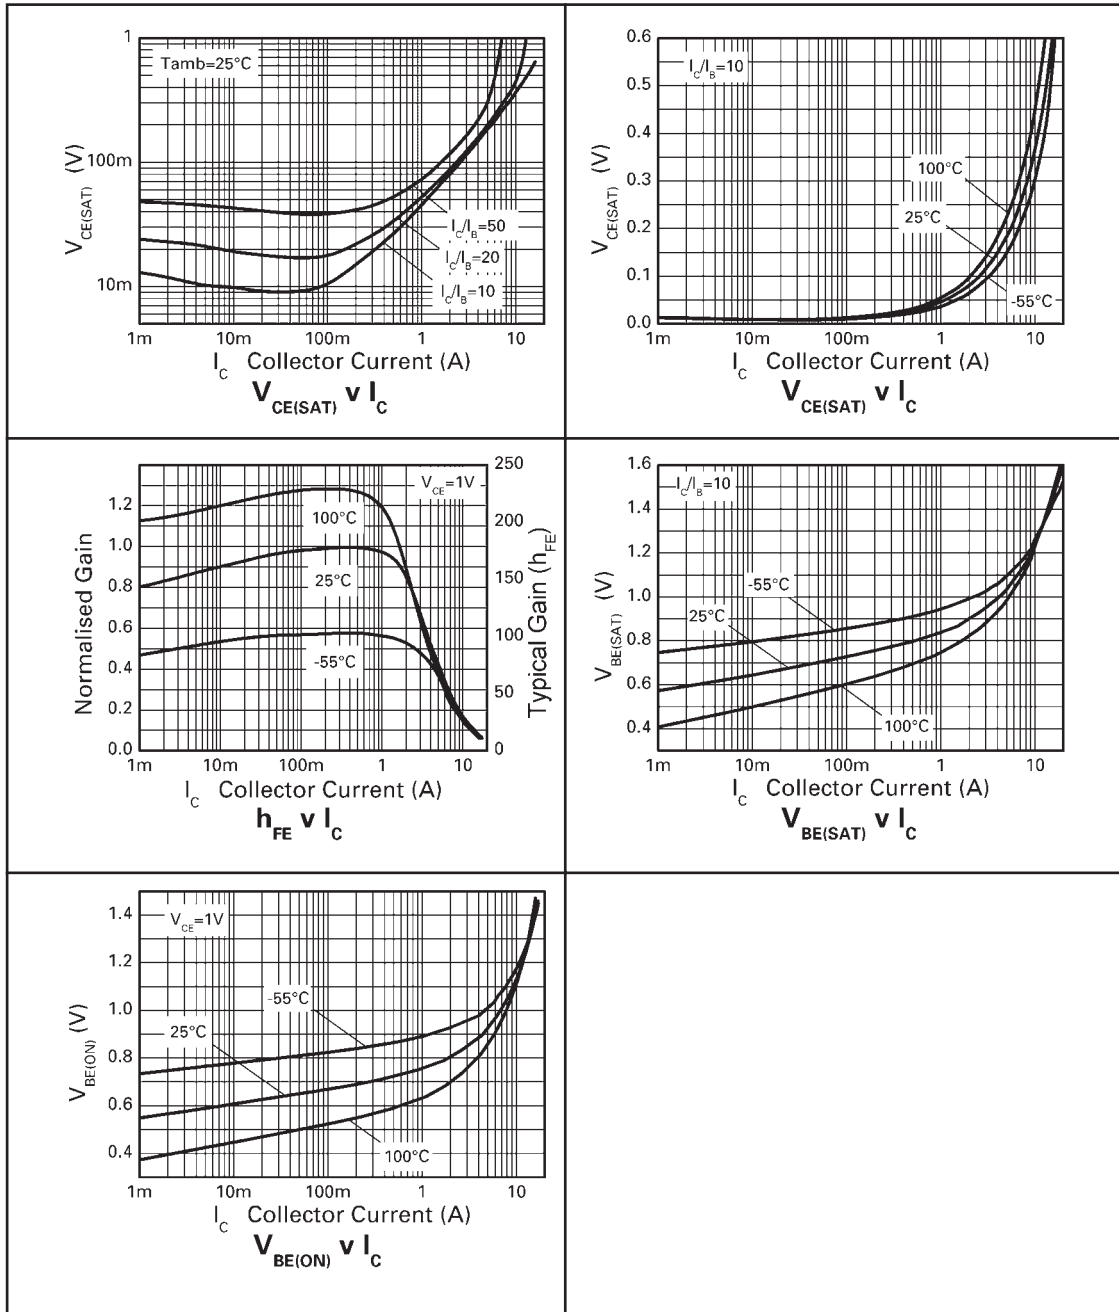 1
100m
10m
V_CE(SAT) (V)
Tamb=25°C
I_C/I_B=50
I_C/I_B=20
I_C/I_B=10
1m 10m 100m 1 10
I_C Collector Current (A)
V_CE(SAT) v I_C
0.6
0.5
0.4
0.3
0.2
0.1
0.0
V_CE(SAT) (V)
I_C/I_B=10
100°C
25°C
-55°C
1m 10m 100m 1 10
I_C Collector Current (A)
V_CE(SAT) v I_C
1.2
1.0
0.8
0.6
0.4
0.2
0.0
Normalised Gain
V_CE=1V
100°C
25°C
-55°C
250
200
150
100
50
0
Typical Gain (h_FE)
1m 10m 100m 1 10
I_C Collector Current (A)
h_FE v I_C
1.6
1.4
1.2
1.0
0.8
0.6
0.4
V_BE(SAT) (V)
I_C/I_B=10
-55°C
25°C
100°C
1m 10m 100m 1 10
I_C Collector Current (A)
V_BE(SAT) v I_C
1.4
1.2
1.0
0.8
0.6
0.4
V_BE(ON) (V)
V_CE=1V
-55°C
25°C
100°C
1m 10m 100m 1 10
I_C Collector Current (A)
V_BE(ON) v I_C